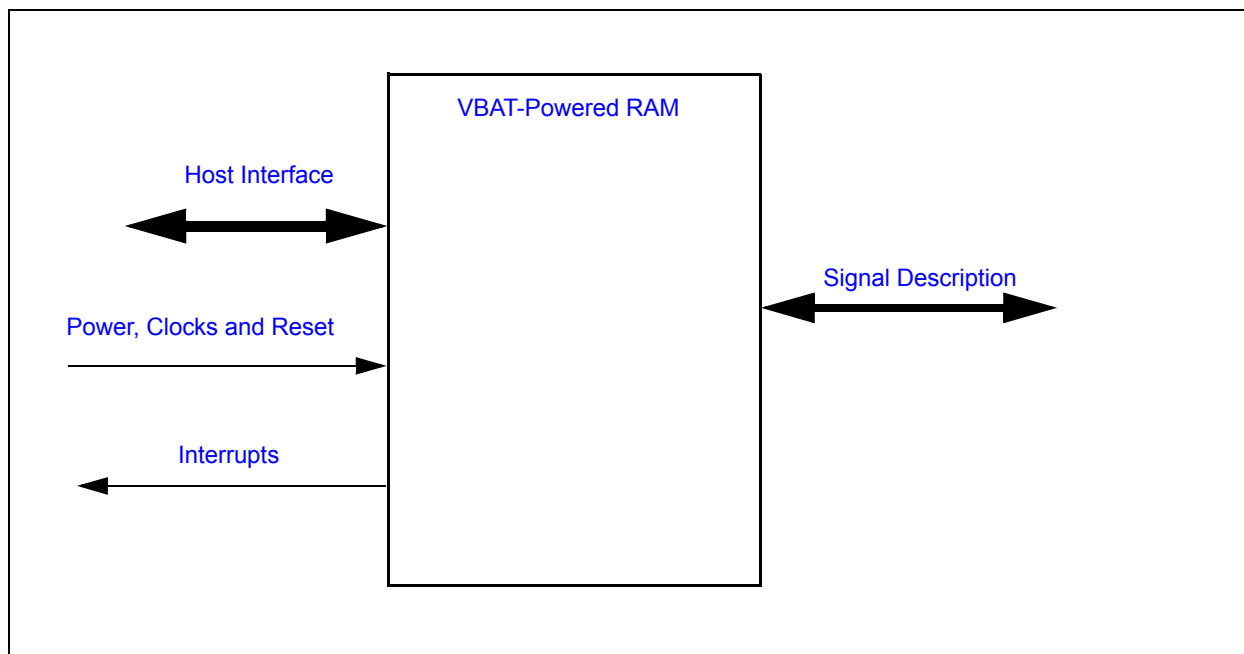 VBAT-Powered RAM
Host Interface
Signal Description
Power, Clocks and Reset
Interrupts